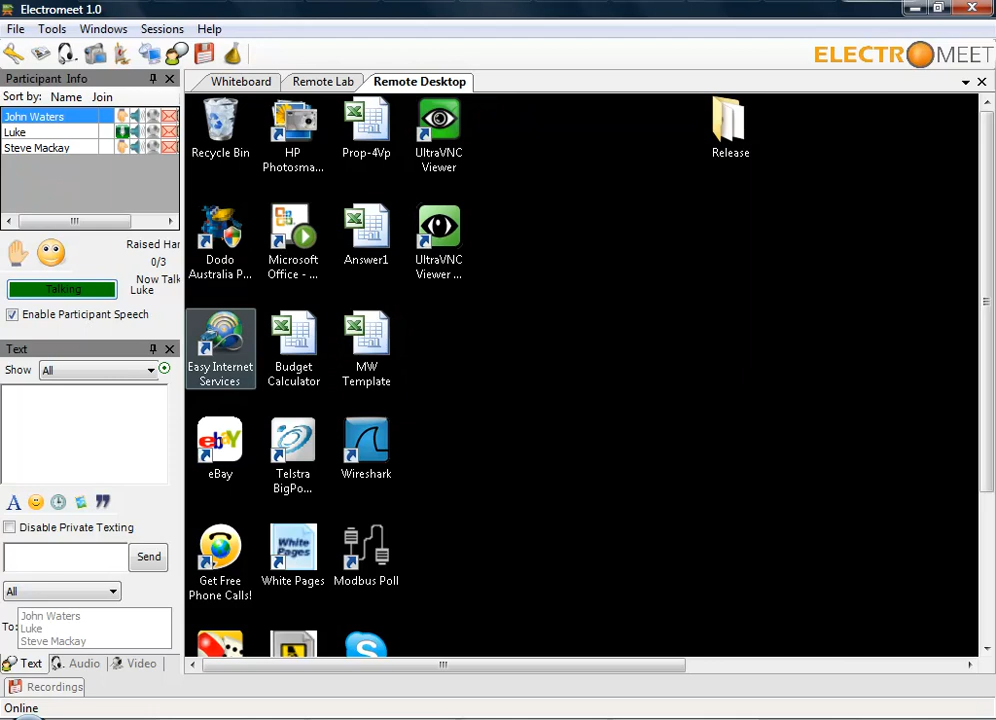 Electromeet 1.0
File Tools Windows Sessions Help
ELECTROMEET
Participant Info
Sort by: Name Join
John Waters
Luke
Steve Mackay
Raised Har
0/3
Now Talk
Talking
Luke
Enable Participant Speech
Text
Show All
Disable Private Texting
Send
All
To: John Waters
Luke
Steve Mackay
Text Audio Video
Recordings
Online
Whiteboard Remote Lab Remote Desktop
Recycle Bin
HP
Photosma...
Prop-4Vp
UltraVNC
Viewer
Release
Dodo
Australia P...
Microsoft
Office - ...
Answer1
UltraVNC
Viewer ...
Easy Internet
Services
Budget
Calculator
MW
Template
eBay
Telstra
BigPo...
Wireshark
Get Free
Phone Calls!
White
Pages
White Pages
Modbus Poll